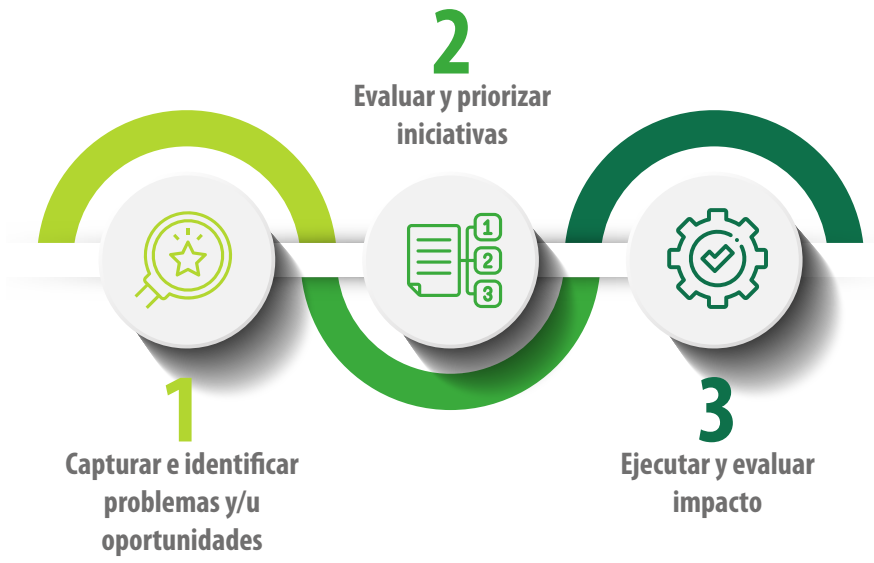 1
Capturar e identificar
problemas y/u
oportunidades
2
Evaluar y priorizar
iniciativas
1
2
3
3
Ejecutar y evaluar
impacto